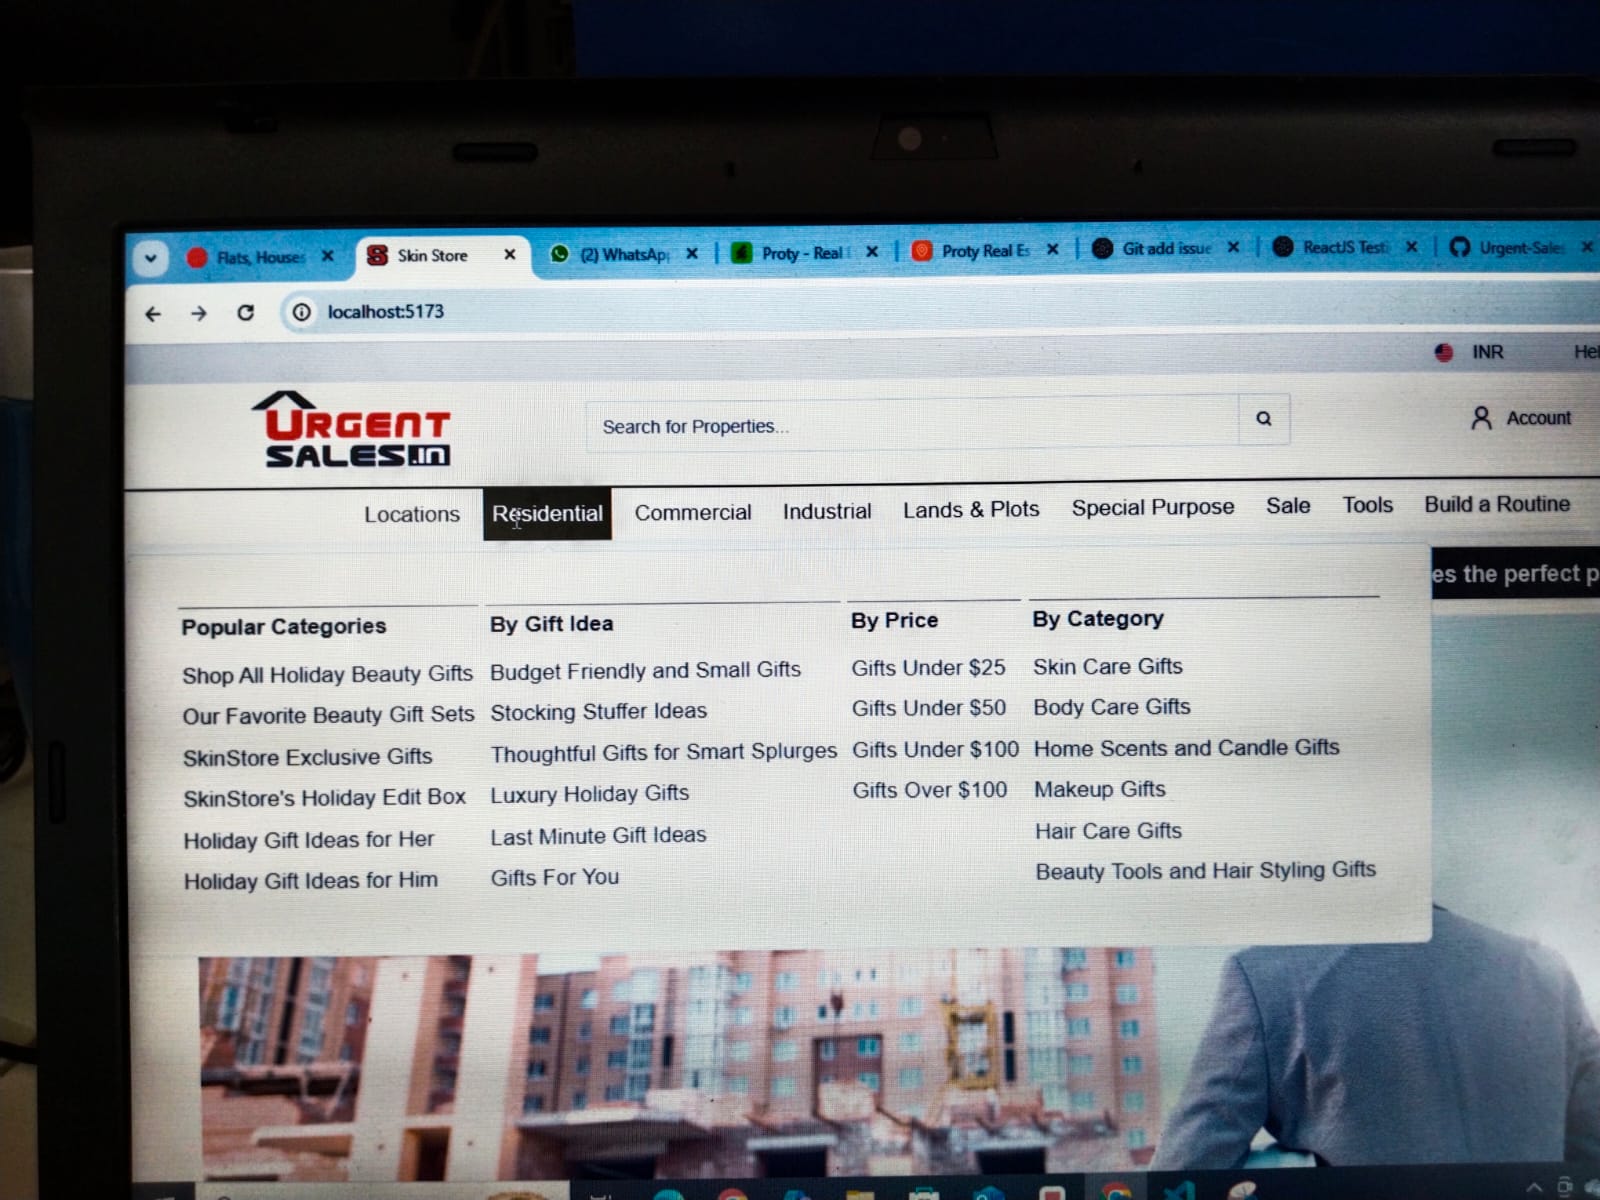 Flats, Houses
Skin Store
(2) WhatsAp
Proty - Real
Proty Real Es
Git add issue
ReactJS Testi
Urgent-Sale
localhost:5173
INR
Hel
URGENT
SALES.in
Search for Properties...
Account
Locations
Residential
Commercial
Industrial
Lands & Plots
Special Purpose
Sale
Tools
Build a Routine
es the perfect p
Popular Categories
Shop All Holiday Beauty Gifts
Our Favorite Beauty Gift Sets
SkinStore Exclusive Gifts
SkinStore's Holiday Edit Box
Holiday Gift Ideas for Her
Holiday Gift Ideas for Him
By Gift Idea
Budget Friendly and Small Gifts
Stocking Stuffer Ideas
Thoughtful Gifts for Smart Splurges
Luxury Holiday Gifts
Last Minute Gift Ideas
Gifts For You
By Price
Gifts Under $25
Gifts Under $50
Gifts Under $100
Gifts Over $100
By Category
Skin Care Gifts
Body Care Gifts
Home Scents and Candle Gifts
Makeup Gifts
Hair Care Gifts
Beauty Tools and Hair Styling Gifts